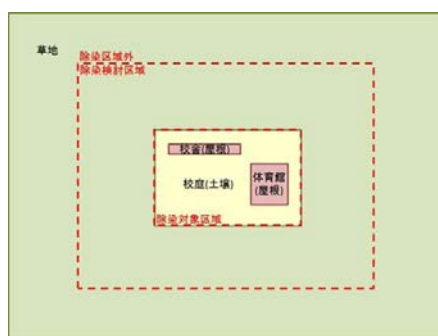 草地
除染区域外
除染検討区域
校舎(屋根)
校庭(土壌)
体育館
(屋根)
除染対象区域